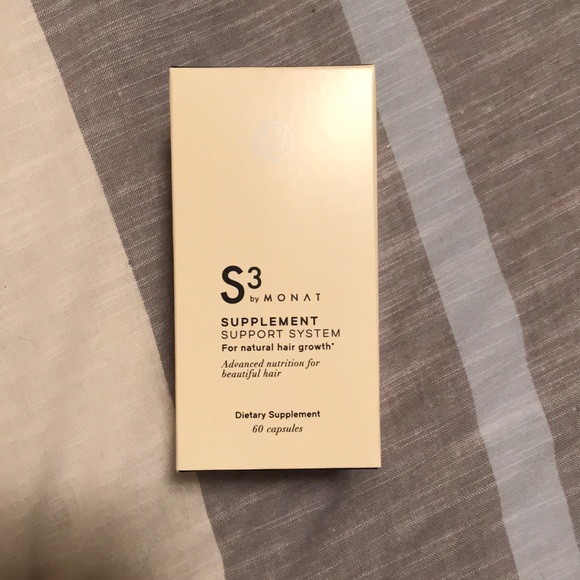 S3
by MONAT
SUPPLEMENT
SUPPORT SYSTEM
For natural hair growth*
Advanced nutrition for
beautiful hair
Dietary Supplement
60 capsules